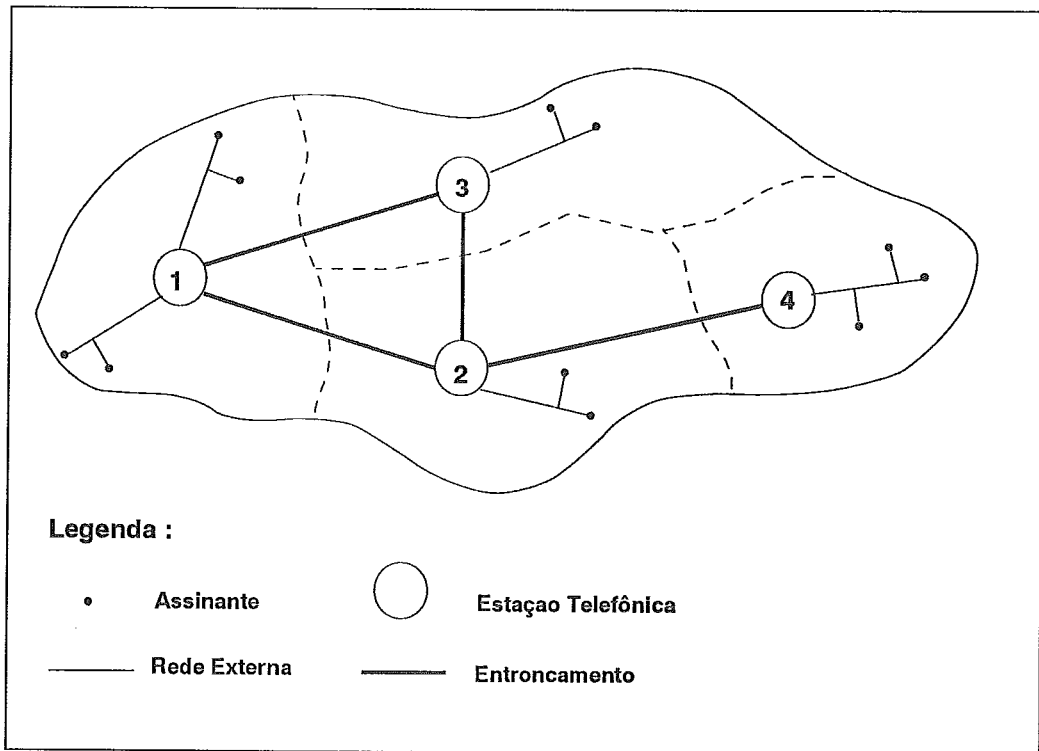 3
1
4
2
Legenda :
Assinante
Estaçao Telefônica
Rede Externa
Entroncamento